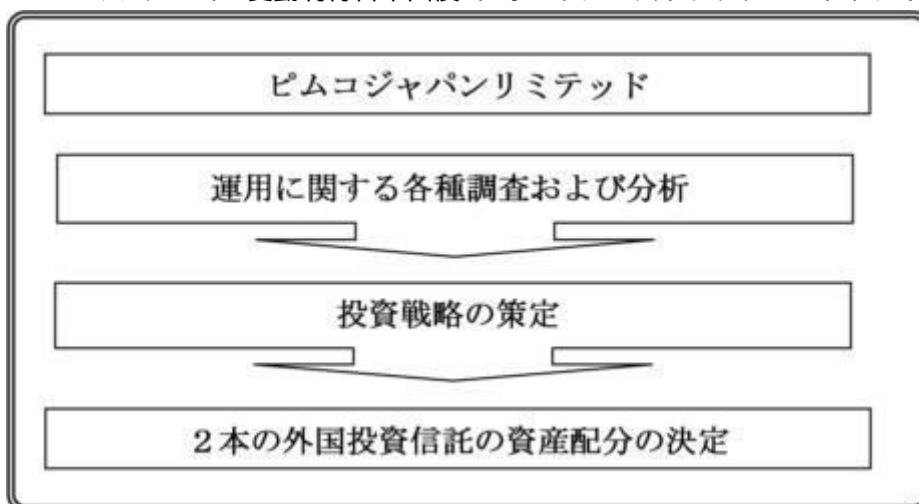 ピムコジャパンリミテッド
運用に関する各種調査および分析
投資戦略の策定
2本の外国投資信託の資産配分の決定